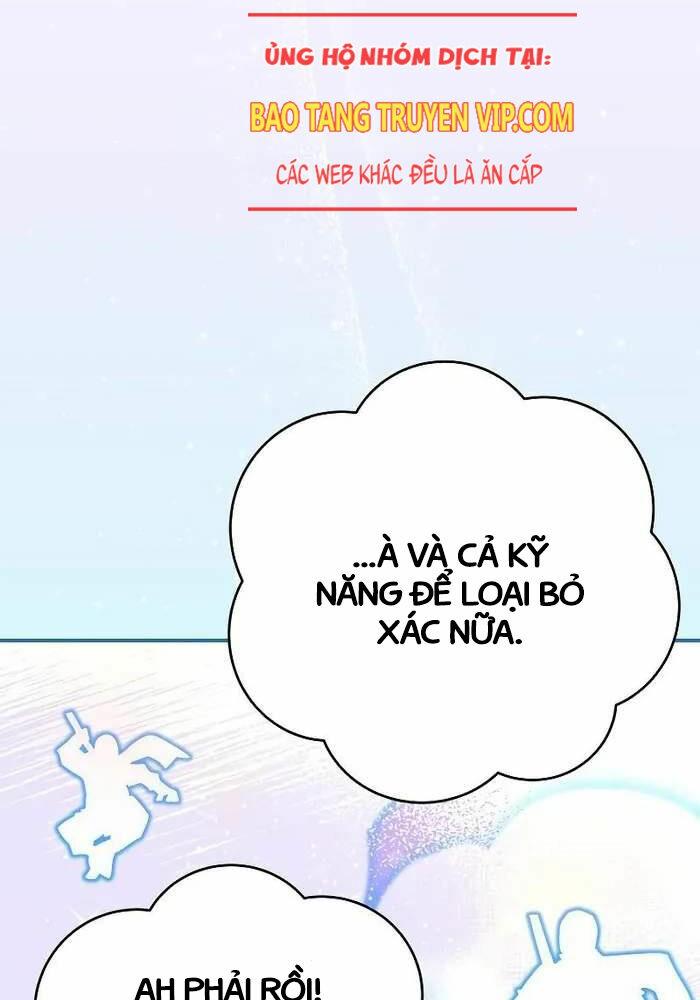 ỦNG HỘ NHÓM DỊCH TẠI:
BAO TANG TRUYEN VIP.COM
CÁC WEB KHÁC ĐỀU LÀ ĂN CẮP
...À VÀ CẢ KỸ
NĂNG ĐỂ LOẠI BỎ
XÁC NỮA.
AH PHẢI RỒI!